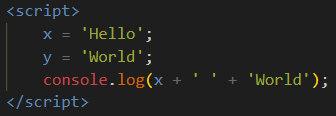 <script>
x = 'Hello';
y = 'World';
console.log(x + ' ' + 'World');
</script>